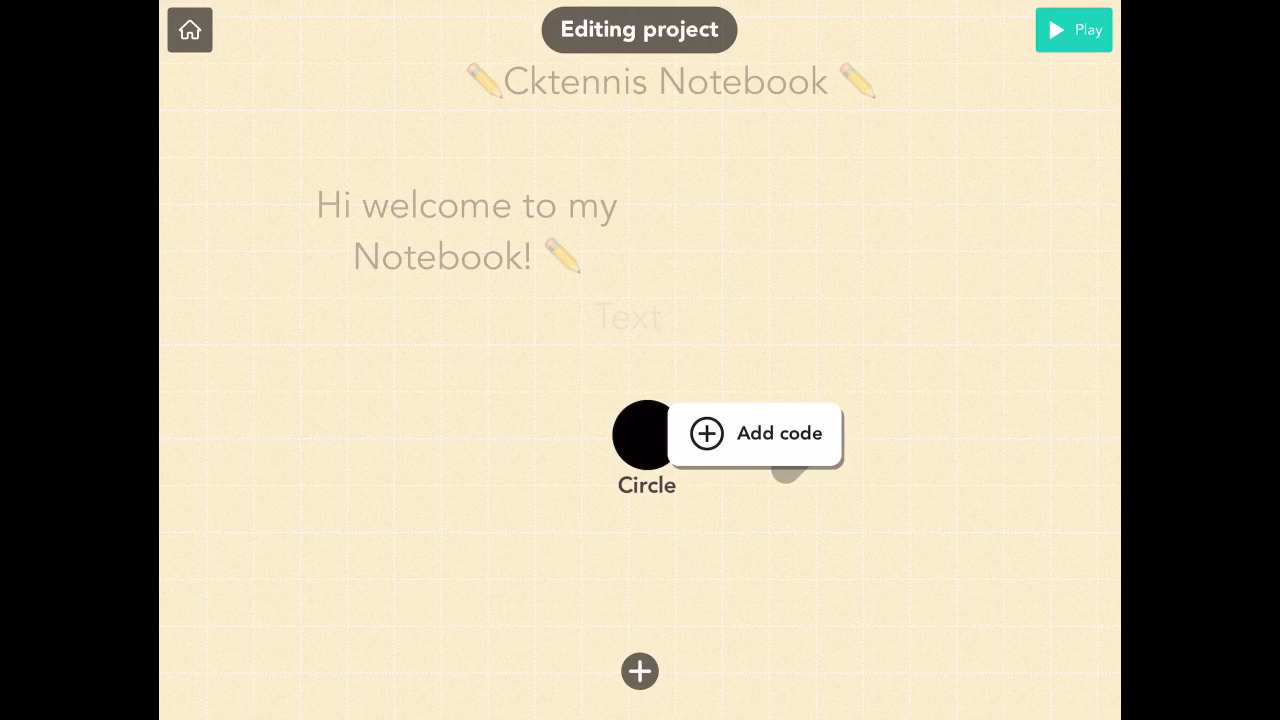 Editing project
Play
✏️Cktennis Notebook ✏️
Hi welcome to my
Notebook! ✏️
Text
Add code
Circle